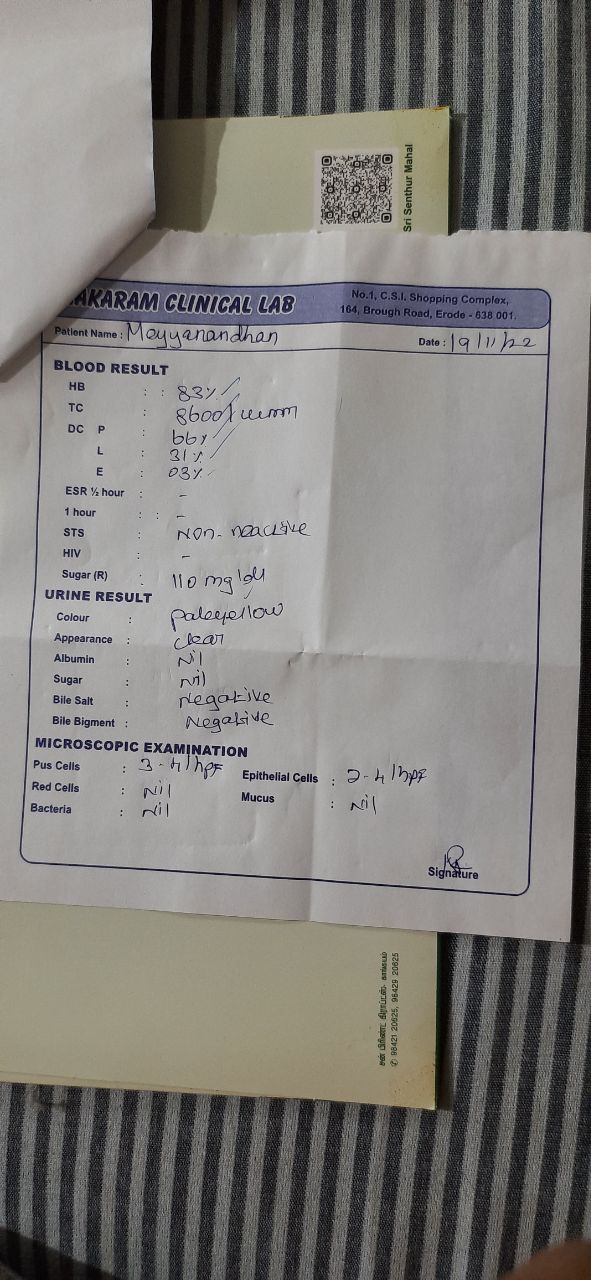 Sri Senthur Mahal
AKARAM CLINICAL LAB
No.1, C.S.I. Shopping Complex,
164, Brough Road, Erode - 638 001.
Patient Name : Meyyanandhan
Date : 19/11/22
BLOOD RESULT
HB : : 83%
TC : 8600/cumm
DC P : 66%
L : 31%
E : 03%
ESR ½ hour : -
1 hour : : -
STS : Non-reactive
HIV : -
Sugar (R) : 110 mg/dl
URINE RESULT
Colour : paleyellow
Appearance : clear
Albumin : Nil
Sugar : nil
Bile Salt : negative
Bile Bigment : Negative
MICROSCOPIC EXAMINATION
Pus Cells : 3-4/hpf Epithelial Cells : 2-4/hpf
Red Cells : Nil Mucus : Nil
Bacteria : Nil
Signature
✆ 98421 20625, 98429 20625